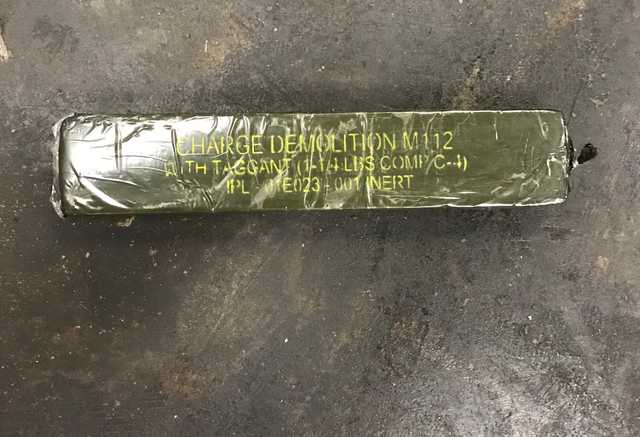 CHARGE DEMOLITION M112
WITH TAGGANT (1-1/4 LBS COMP C-4)
IPL - 01E023 - 001 INERT